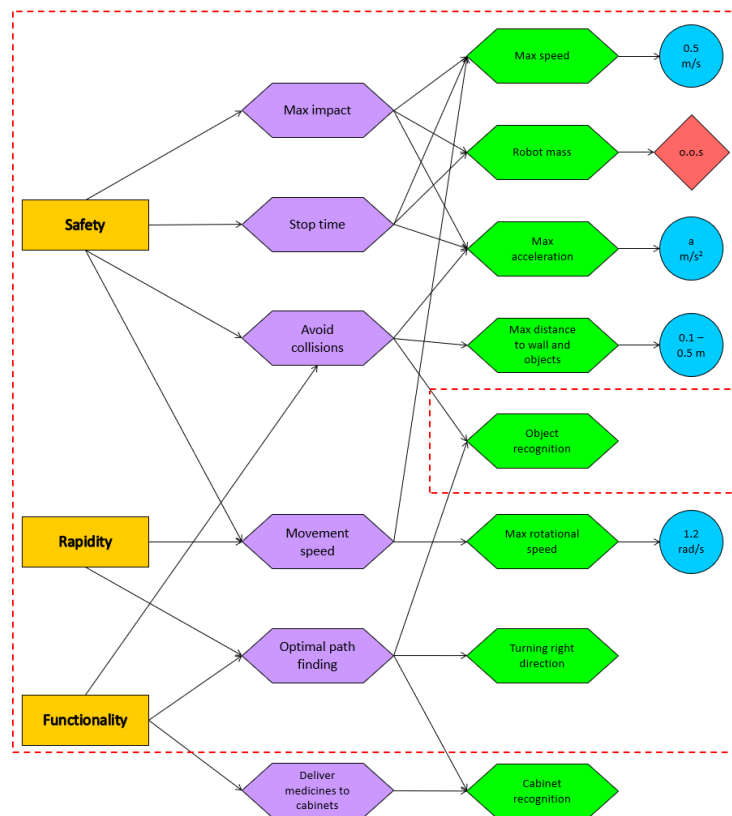 Max speed
0.5
m/s
Max impact
Robot mass
o.o.s
Safety
Stop time
Max
acceleration
a
m/s²
Avoid
collisions
Max distance
to wall and
objects
0.1 –
0.5 m
Object
recognition
Rapidity
Movement
speed
Max rotational
speed
1.2
rad/s
Optimal path
finding
Turning right
direction
Functionality
Deliver
medicines to
cabinets
Cabinet
recognition